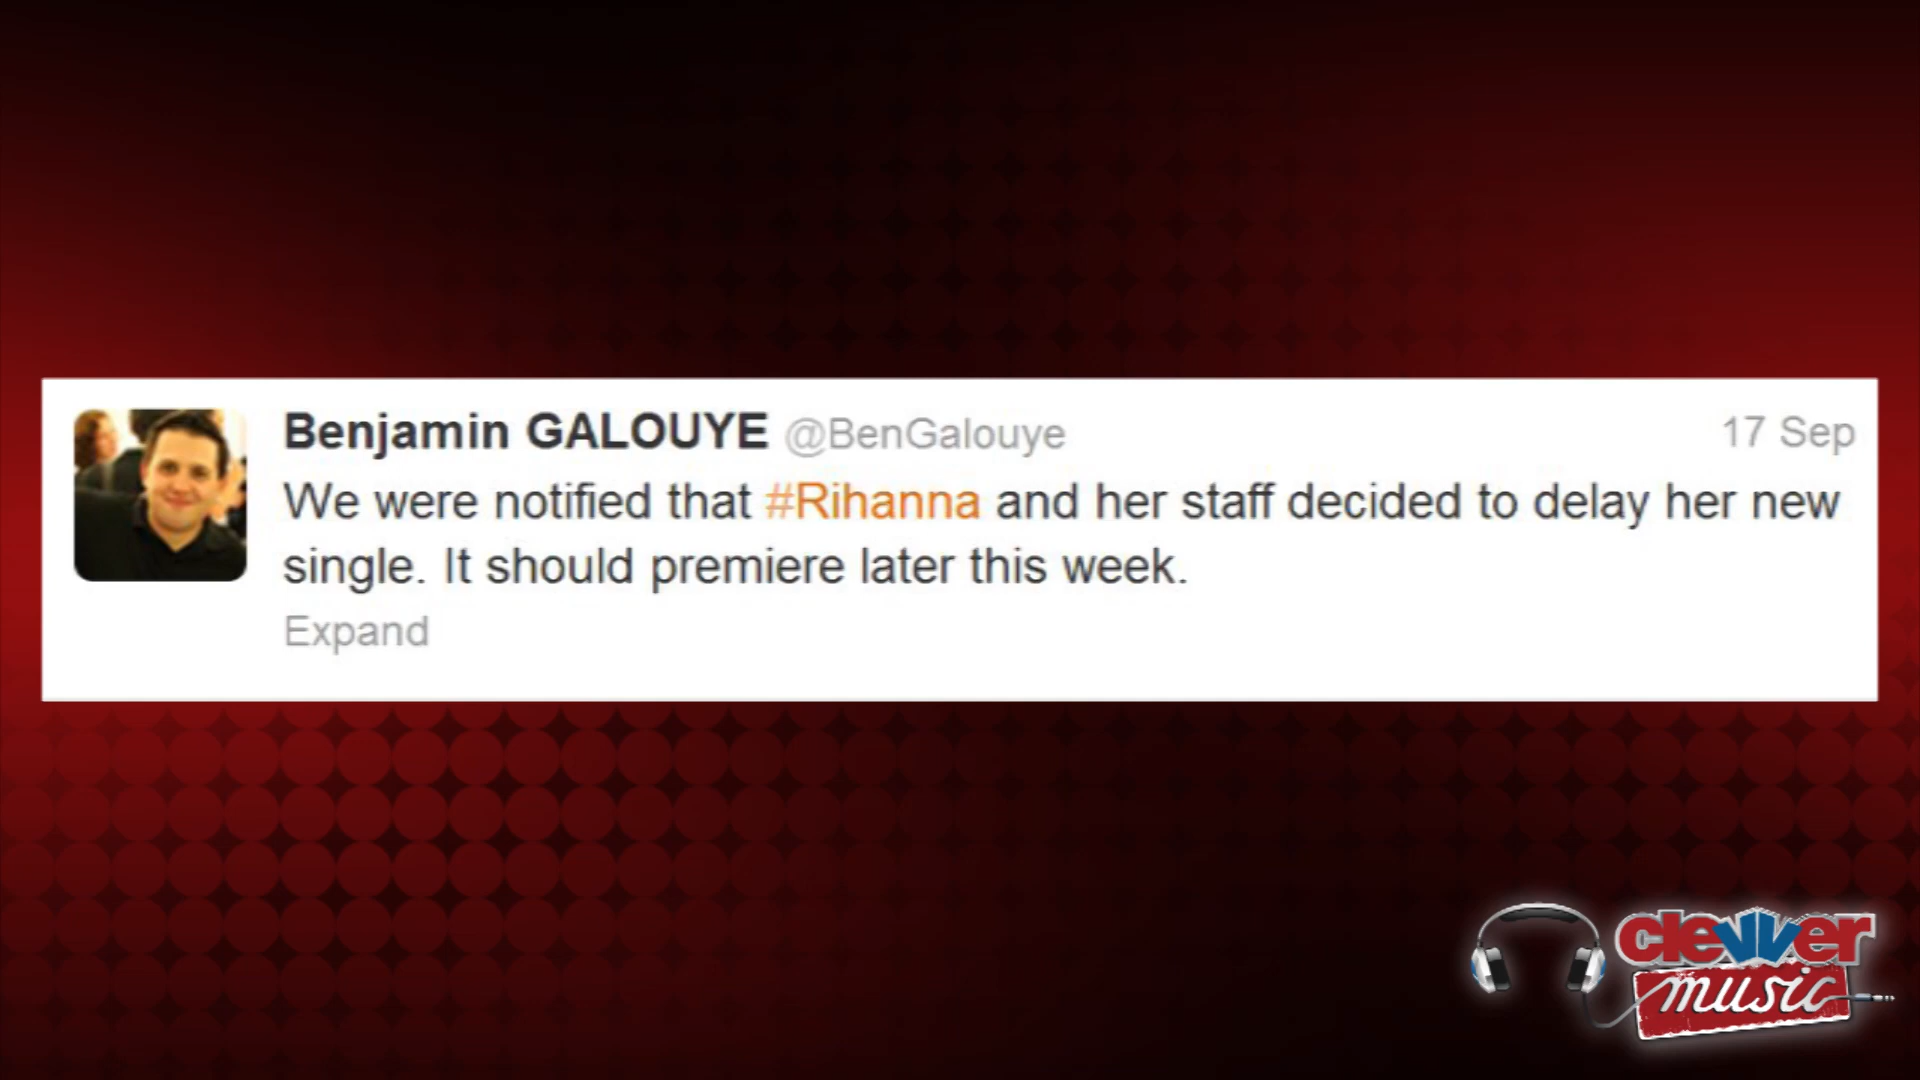 Benjamin GALOUYE @BenGalouye 17 Sep
We were notified that #Rihanna and her staff decided to delay her new
single. It should premiere later this week.
Expand
clevver
music